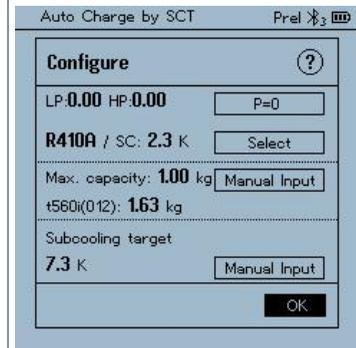 Auto Charge by SCT Prel 3
Configure ?
LP:0.00 HP:0.00 P=0
R410A / SC: 2.3 K Select
Max. capacity: 1.00 kg Manual Input
t560i(012): 1.63 kg
Subcooling target
7.3 K Manual Input
OK